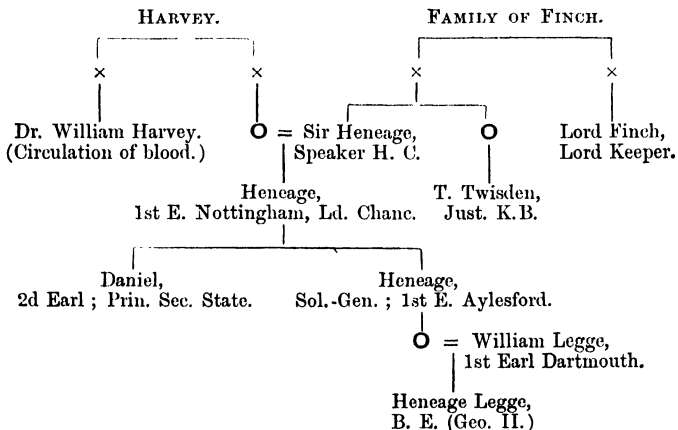 HARVEY. FAMILY OF FINCH.
× × × ×
Dr. William Harvey. O = Sir Heneage, O Lord Finch,
(Circulation of blood.) Speaker H. C. Lord Keeper.
Heneage, T. Twisden,
1st E. Nottingham, Ld. Chanc. Just. K.B.
Daniel, Heneage,
2d Earl ; Prin. Sec. State. Sol.-Gen. ; 1st E. Aylesford.
O = William Legge,
1st Earl Dartmouth.
Heneage Legge,
B. E. (Geo. II.)